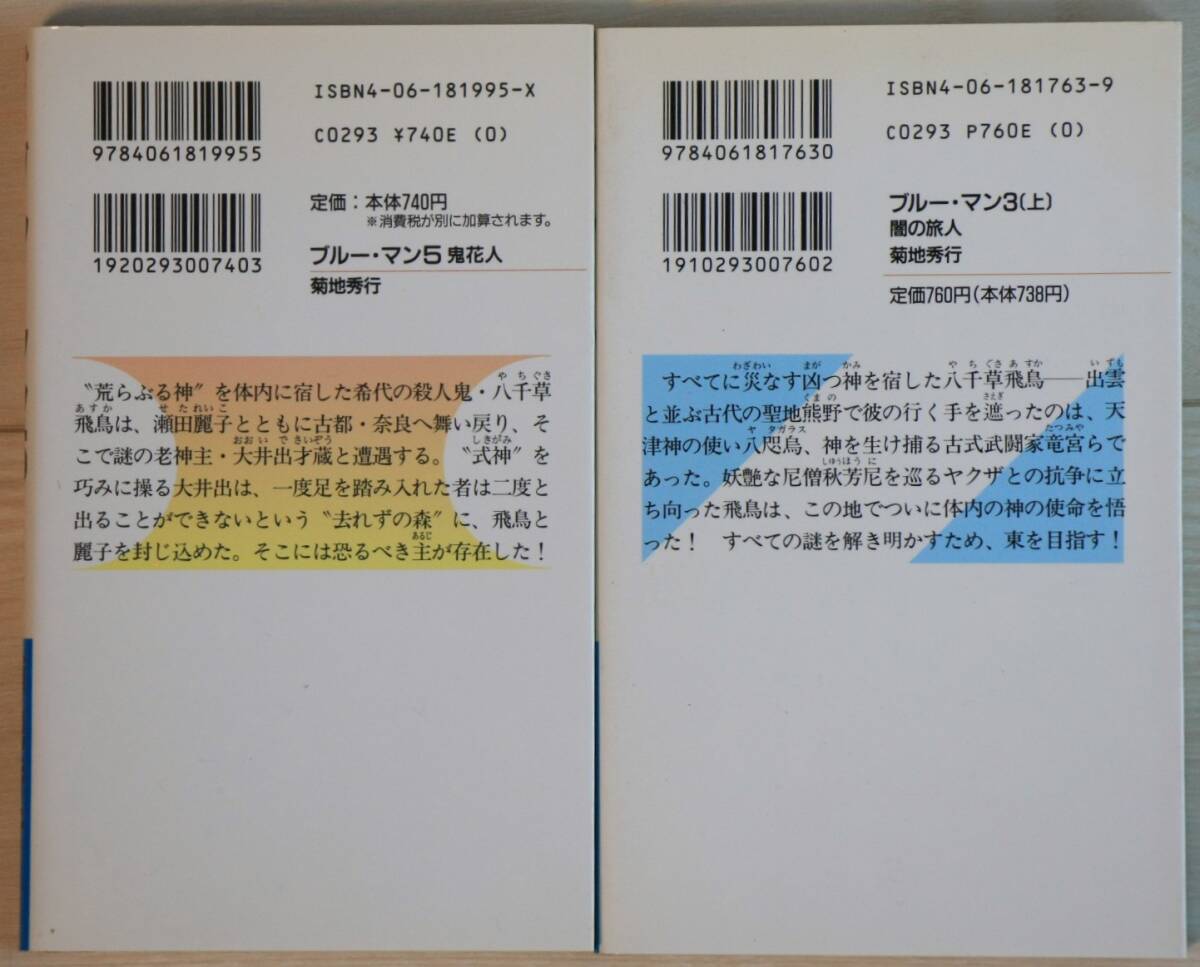 ISBN4-06-181995-X
9784061819955
C0293 ¥740E (0)
定価：本体740円
※消費税が別に加算されます。
1920293007403
ブルー・マン5 鬼花人
菊地秀行
〝荒らぶる神〟を体内に宿した希代の殺人鬼・八千草
飛鳥は、瀬田麗子とともに古都・奈良へ舞い戻り、そ
こで謎の老神主・大井出才蔵と遭遇する。〝式神〟を
巧みに操る大井出は、一度足を踏み入れた者は二度と
出ることができないという〝去れずの森〟に、飛鳥と
麗子を封じ込めた。そこには恐るべき主が存在した！
ISBN4-06-181763-9
9784061817630
C0293 P760E (0)
1910293007602
ブルー・マン3(上)
闇の旅人
菊地秀行
定価760円(本体738円)
すべてに災なす凶つ神を宿した八千草飛鳥――出雲
と並ぶ古代の聖地熊野で彼の行く手を遮ったのは、天
津神の使い八咫烏、神を生け捕る古式武闘家竜宮らで
あった。妖艶な尼僧秋芳尼を巡るヤクザとの抗争に立
ち向った飛鳥は、この地でついに体内の神の使命を悟
った！　すべての謎を解き明かすため、東を目指す！